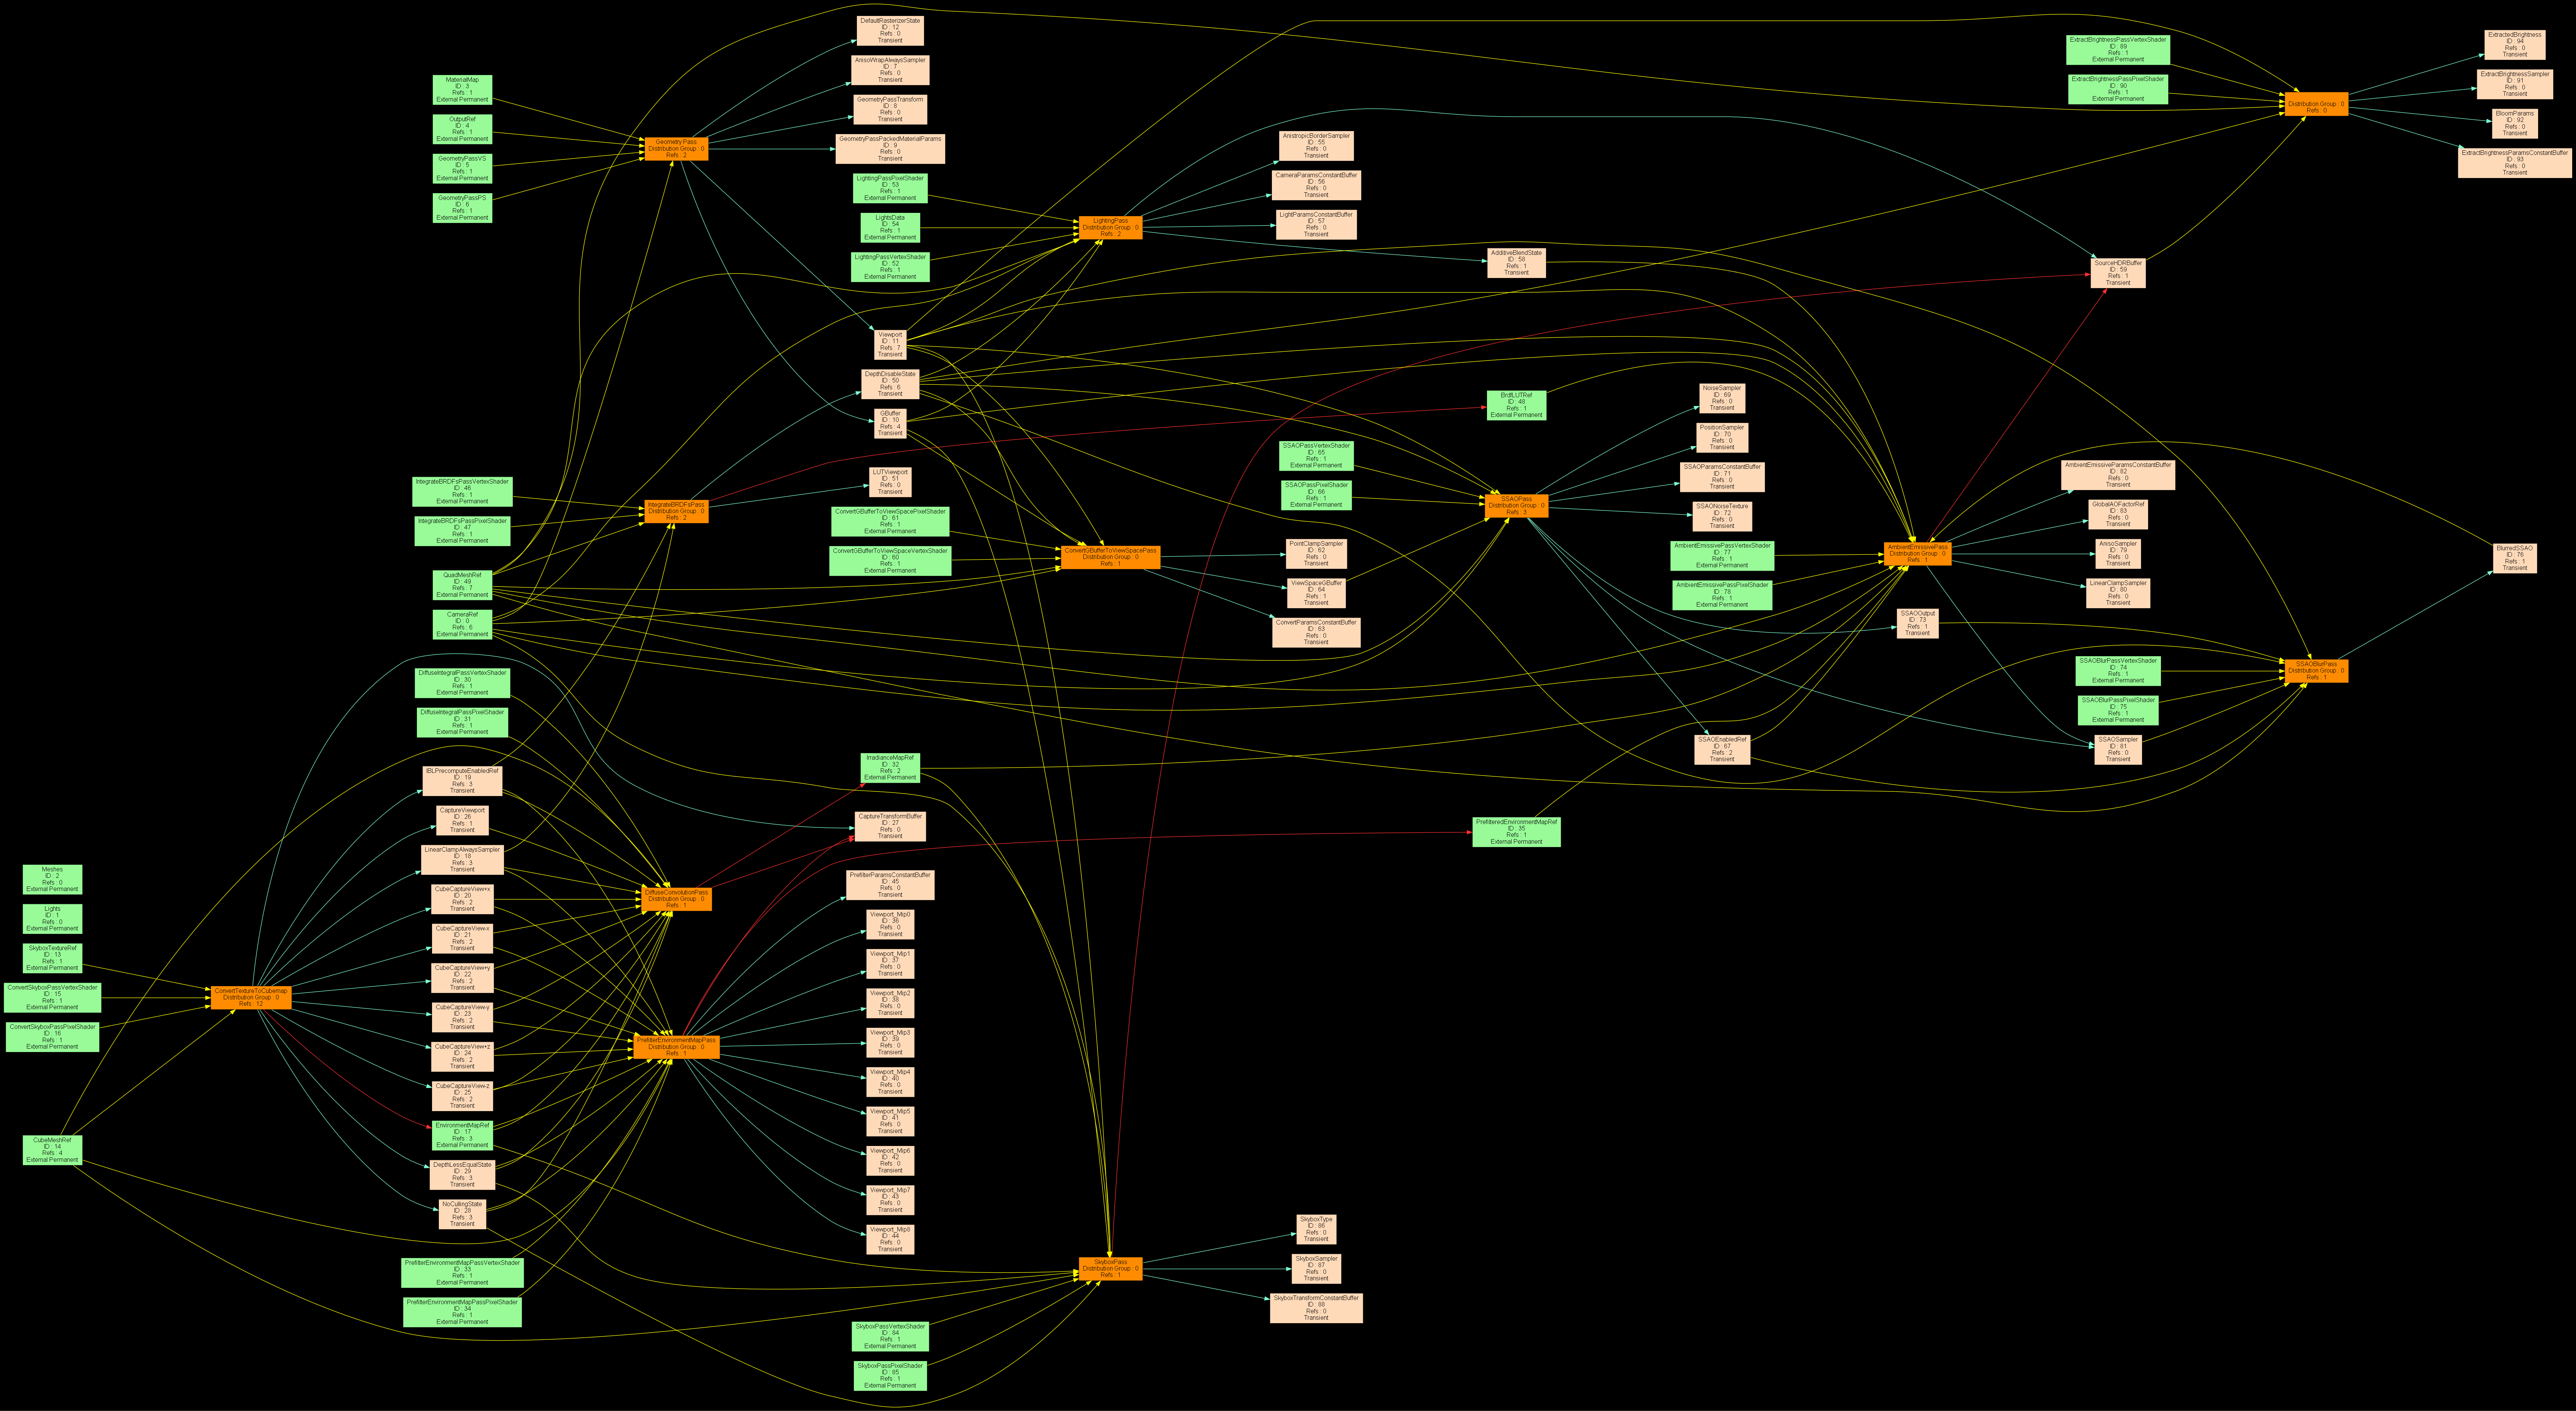 DefaultRasterizerState
ID : 12
Refs : 0
Transient
AnisoWrapAlwaysSampler
ID : 7
Refs : 0
Transient
GeometryPassTransform
ID : 8
Refs : 0
Transient
GeometryPassPackedMaterialParams
ID : 9
Refs : 0
Transient
MaterialMap
ID : 3
Refs : 1
External Permanent
OutputRef
ID : 4
Refs : 1
External Permanent
GeometryPassVS
ID : 5
Refs : 1
External Permanent
GeometryPassPS
ID : 6
Refs : 1
External Permanent
Geometry Pass
Distribution Group : 0
Refs : 2
LightingPassPixelShader
ID : 53
Refs : 1
External Permanent
LightsData
ID : 54
Refs : 1
External Permanent
LightingPassVertexShader
ID : 52
Refs : 1
External Permanent
LightingPass
Distribution Group : 0
Refs : 2
AnistropicBorderSampler
ID : 55
Refs : 0
Transient
CameraParamsConstantBuffer
ID : 56
Refs : 0
Transient
LightParamsConstantBuffer
ID : 57
Refs : 0
Transient
AdditiveBlendState
ID : 58
Refs : 1
Transient
SourceHDRBuffer
ID : 59
Refs : 1
Transient
ExtractBrightnessPassVertexShader
ID : 89
Refs : 1
External Permanent
ExtractBrightnessPassPixelShader
ID : 90
Refs : 1
External Permanent
Distribution Group : 0
Refs : 0
ExtractedBrightness
ID : 94
Refs : 0
Transient
ExtractBrightnessSampler
ID : 91
Refs : 0
Transient
BloomParams
ID : 92
Refs : 0
Transient
ExtractBrightnessParamsConstantBuffer
ID : 93
Refs : 0
Transient
Viewport
ID : 11
Refs : 7
Transient
DepthDisableState
ID : 50
Refs : 6
Transient
GBuffer
ID : 10
Refs : 4
Transient
LUTViewport
ID : 51
Refs : 0
Transient
IntegrateBRDFsPassVertexShader
ID : 46
Refs : 1
External Permanent
IntegrateBRDFsPassPixelShader
ID : 47
Refs : 1
External Permanent
IntegrateBRDFsPass
Distribution Group : 0
Refs : 2
QuadMeshRef
ID : 49
Refs : 7
External Permanent
CameraRef
ID : 0
Refs : 6
External Permanent
ConvertGBufferToViewSpacePixelShader
ID : 61
Refs : 1
External Permanent
ConvertGBufferToViewSpaceVertexShader
ID : 60
Refs : 1
External Permanent
ConvertGBufferToViewSpacePass
Distribution Group : 0
Refs : 1
PointClampSampler
ID : 62
Refs : 0
Transient
ViewSpaceGBuffer
ID : 64
Refs : 1
Transient
ConvertParamsConstantBuffer
ID : 63
Refs : 0
Transient
BrdfLUTRef
ID : 48
Refs : 1
External Permanent
SSAOPassVertexShader
ID : 65
Refs : 1
External Permanent
SSAOPassPixelShader
ID : 66
Refs : 1
External Permanent
SSAOPass
Distribution Group : 0
Refs : 3
NoiseSampler
ID : 69
Refs : 0
Transient
PositionSampler
ID : 70
Refs : 0
Transient
SSAOParamsConstantBuffer
ID : 71
Refs : 0
Transient
SSAONoiseTexture
ID : 72
Refs : 0
Transient
AmbientEmissivePassVertexShader
ID : 77
Refs : 1
External Permanent
AmbientEmissivePassPixelShader
ID : 78
Refs : 1
External Permanent
AmbientEmissivePass
Distribution Group : 0
Refs : 1
AmbientEmissiveParamsConstantBuffer
ID : 82
Refs : 0
Transient
GlobalAOFactorRef
ID : 83
Refs : 0
Transient
AnisoSampler
ID : 79
Refs : 0
Transient
LinearClampSampler
ID : 80
Refs : 0
Transient
SSAOOutput
ID : 73
Refs : 1
Transient
BlurredSSAO
ID : 76
Refs : 1
Transient
SSAOBlurPassVertexShader
ID : 74
Refs : 1
External Permanent
SSAOBlurPassPixelShader
ID : 75
Refs : 1
External Permanent
SSAOBlurPass
Distribution Group : 0
Refs : 1
SSAOEnabledRef
ID : 67
Refs : 2
Transient
SSAOSampler
ID : 81
Refs : 0
Transient
DiffuseIntegralPassVertexShader
ID : 30
Refs : 1
External Permanent
DiffuseIntegralPassPixelShader
ID : 31
Refs : 1
External Permanent
IBLPrecomputeEnabledRef
ID : 19
Refs : 3
Transient
CaptureViewport
ID : 26
Refs : 1
Transient
LinearClampAlwaysSampler
ID : 18
Refs : 3
Transient
CubeCaptureView+x
ID : 20
Refs : 2
Transient
CubeCaptureView-x
ID : 21
Refs : 2
Transient
CubeCaptureView+y
ID : 22
Refs : 2
Transient
CubeCaptureView-y
ID : 23
Refs : 2
Transient
CubeCaptureView+z
ID : 24
Refs : 2
Transient
CubeCaptureView-z
ID : 25
Refs : 2
Transient
EnvironmentMapRef
ID : 17
Refs : 3
External Permanent
DepthLessEqualState
ID : 29
Refs : 3
Transient
NoCullingState
ID : 28
Refs : 3
Transient
PrefilterEnvironmentMapPassVertexShader
ID : 33
Refs : 1
External Permanent
PrefilterEnvironmentMapPassPixelShader
ID : 34
Refs : 1
External Permanent
Meshes
ID : 2
Refs : 0
External Permanent
Lights
ID : 1
Refs : 0
External Permanent
SkyboxTextureRef
ID : 13
Refs : 1
External Permanent
ConvertSkyboxPassVertexShader
ID : 15
Refs : 1
External Permanent
ConvertSkyboxPassPixelShader
ID : 16
Refs : 1
External Permanent
ConvertTextureToCubemap
Distribution Group : 0
Refs : 12
CubeMeshRef
ID : 14
Refs : 4
External Permanent
DiffuseConvolutionPass
Distribution Group : 0
Refs : 1
PrefilterEnvironmentMapPass
Distribution Group : 0
Refs : 1
IrradianceMapRef
ID : 32
Refs : 2
External Permanent
CaptureTransformBuffer
ID : 27
Refs : 0
Transient
PrefilteredEnvironmentMapRef
ID : 35
Refs : 1
External Permanent
PrefilterParamsConstantBuffer
ID : 45
Refs : 0
Transient
Viewport_Mip0
ID : 36
Refs : 0
Transient
Viewport_Mip1
ID : 37
Refs : 0
Transient
Viewport_Mip2
ID : 38
Refs : 0
Transient
Viewport_Mip3
ID : 39
Refs : 0
Transient
Viewport_Mip4
ID : 40
Refs : 0
Transient
Viewport_Mip5
ID : 41
Refs : 0
Transient
Viewport_Mip6
ID : 42
Refs : 0
Transient
Viewport_Mip7
ID : 43
Refs : 0
Transient
Viewport_Mip8
ID : 44
Refs : 0
Transient
SkyboxPass
Distribution Group : 0
Refs : 1
SkyboxType
ID : 86
Refs : 0
Transient
SkyboxSampler
ID : 87
Refs : 0
Transient
SkyboxTransformConstantBuffer
ID : 88
Refs : 0
Transient
SkyboxPassVertexShader
ID : 84
Refs : 1
External Permanent
SkyboxPassPixelShader
ID : 85
Refs : 1
External Permanent